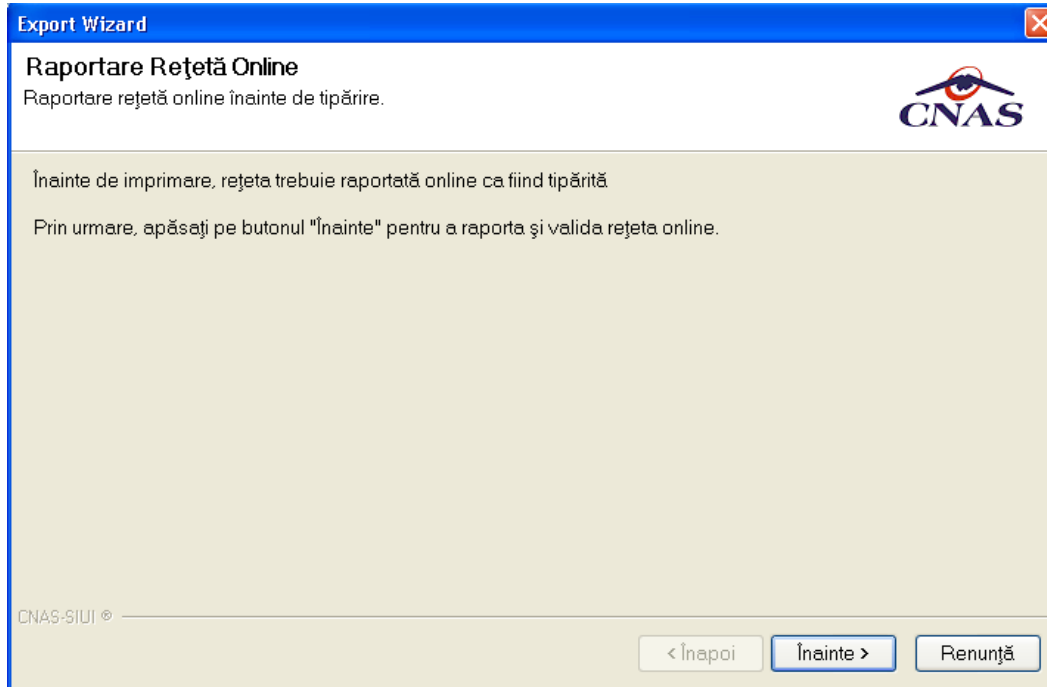 Export Wizard
Raportare Reţetă Online
Raportare reţetă online înainte de tipărire.
CNAS
Înainte de imprimare, reţeta trebuie raportată online ca fiind tipărită
Prin urmare, apăsaţi pe butonul "Înainte" pentru a raporta şi valida reţeta online.
CNAS-SIUI ®
< Înapoi
Înainte >
Renunţă